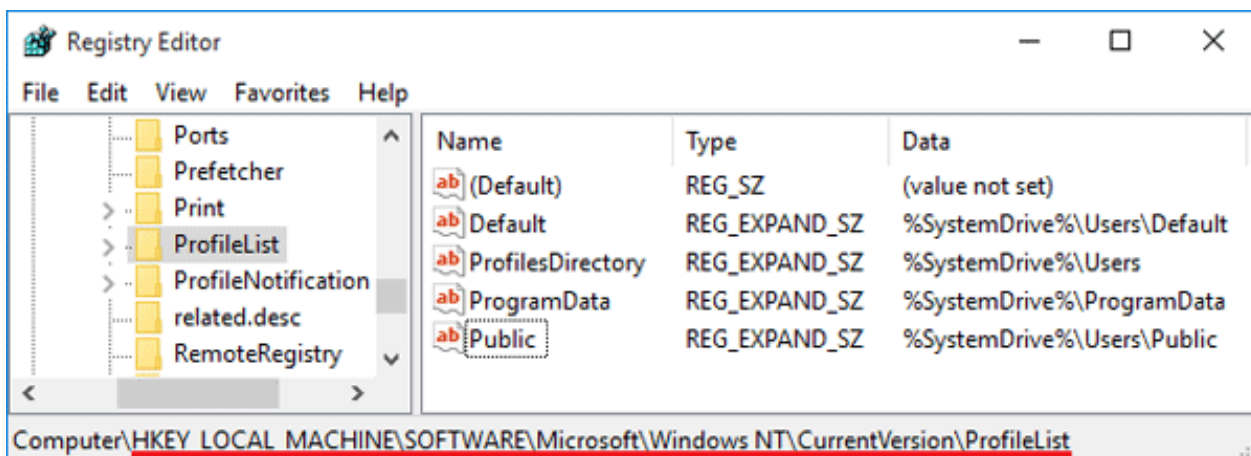 Registry Editor
File Edit View Favorites Help
Ports
Prefetcher
Print
ProfileList
ProfileNotification
related.desc
RemoteRegistry
Name Type Data
(Default) REG_SZ (value not set)
Default REG_EXPAND_SZ %SystemDrive%\Users\Default
ProfilesDirectory REG_EXPAND_SZ %SystemDrive%\Users
ProgramData REG_EXPAND_SZ %SystemDrive%\ProgramData
Public REG_EXPAND_SZ %SystemDrive%\Users\Public
Computer\HKEY_LOCAL_MACHINE\SOFTWARE\Microsoft\Windows NT\CurrentVersion\ProfileList